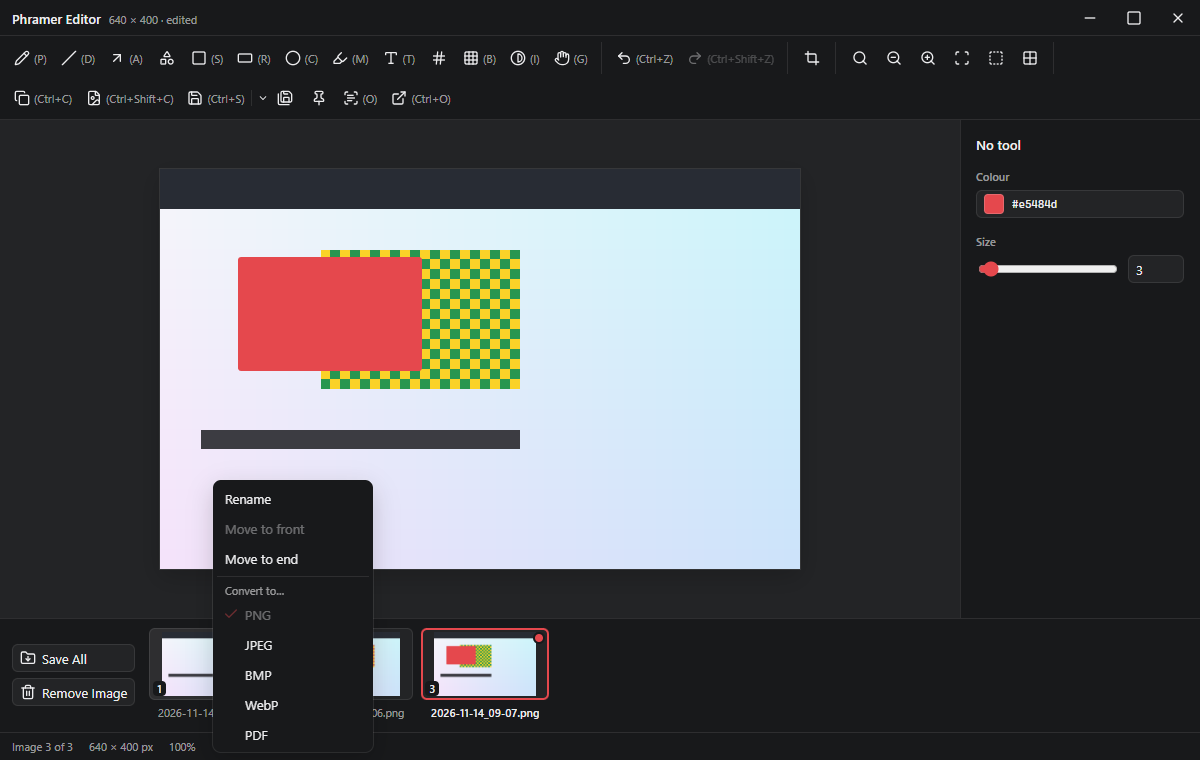 Phramer Editor 640 × 400 · edited
(P) (D) (A) (S) (R) (C) (M) (T) (B) (I) (G) (Ctrl+Z) (Ctrl+Shift+Z)
(Ctrl+C) (Ctrl+Shift+C) (Ctrl+S) (O) (Ctrl+O)
No tool
Colour
#e5484d
Size
3
Rename
Move to front
Move to end
Convert to...
PNG
JPEG
BMP
WebP
PDF
Save All
Remove Image
1
3
2026-11-14
06.png
2026-11-14_09-07.png
Image 3 of 3 640 × 400 px 100%